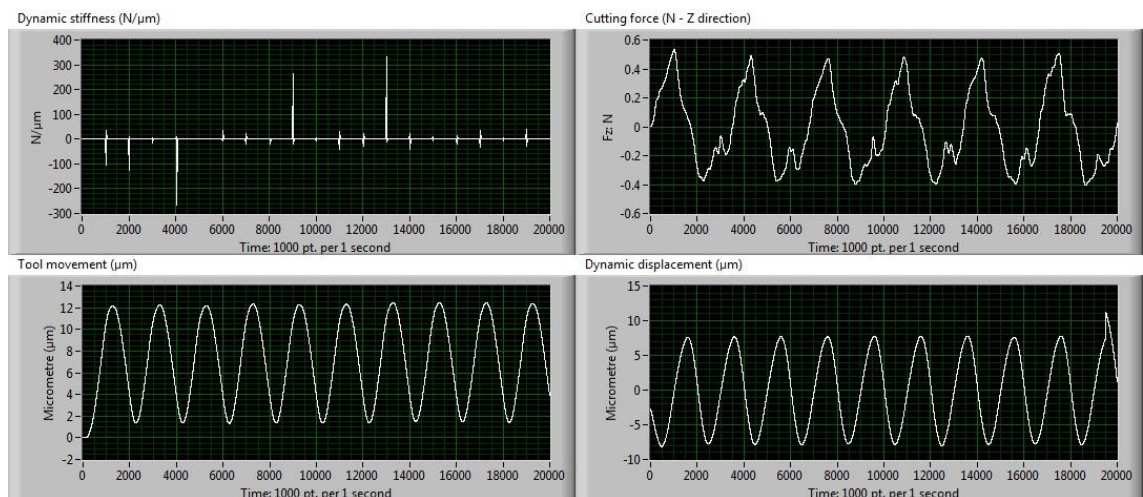 Dynamic stiffness (N/µm)
400
300
200
100
0
-100
-200
-300
N/µm
0 2000 4000 6000 8000 10000 12000 14000 16000 18000 20000
Time: 1000 pt. per 1 second
Cutting force (N - Z direction)
0.6
0.4
0.2
0
-0.2
-0.4
-0.6
Fz: N
0 2000 4000 6000 8000 10000 12000 14000 16000 18000 20000
Time: 1000 pt. per 1 second
Tool movement (µm)
14
12
10
8
6
4
2
0
-2
Micrometre (µm)
0 2000 4000 6000 8000 10000 12000 14000 16000 18000 20000
Time: 1000 pt. per 1 second
Dynamic displacement (µm)
15
10
5
0
-5
-10
Micrometre (µm)
0 2000 4000 6000 8000 10000 12000 14000 16000 18000 20000
Time: 1000 pt. per 1 second